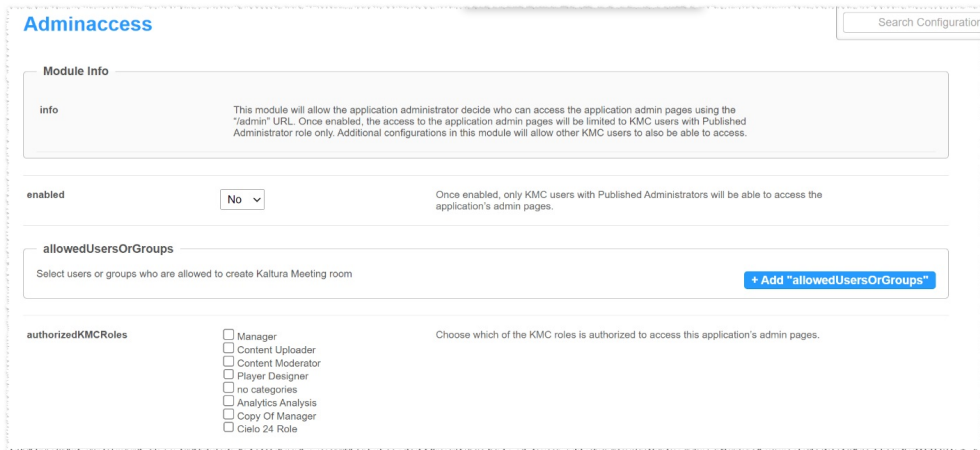 Adminaccess
Search Configuration
Module Info
info
This module will allow the application administrator decide who can access the application admin pages using the
"/admin" URL. Once enabled, the access to the application admin pages will be limited to KMC users with Published
Administrator role only. Additional configurations in this module will allow other KMC users to also be able to access.
enabled
No
Once enabled, only KMC users with Published Administrators will be able to access the
application's admin pages.
allowedUsersOrGroups
Select users or groups who are allowed to create Kaltura Meeting room
+ Add "allowedUsersOrGroups"
authorizedKMCRoles
Manager
Content Uploader
Content Moderator
Player Designer
no categories
Analytics Analysis
Copy Of Manager
Cielo 24 Role
Choose which of the KMC roles is authorized to access this application's admin pages.